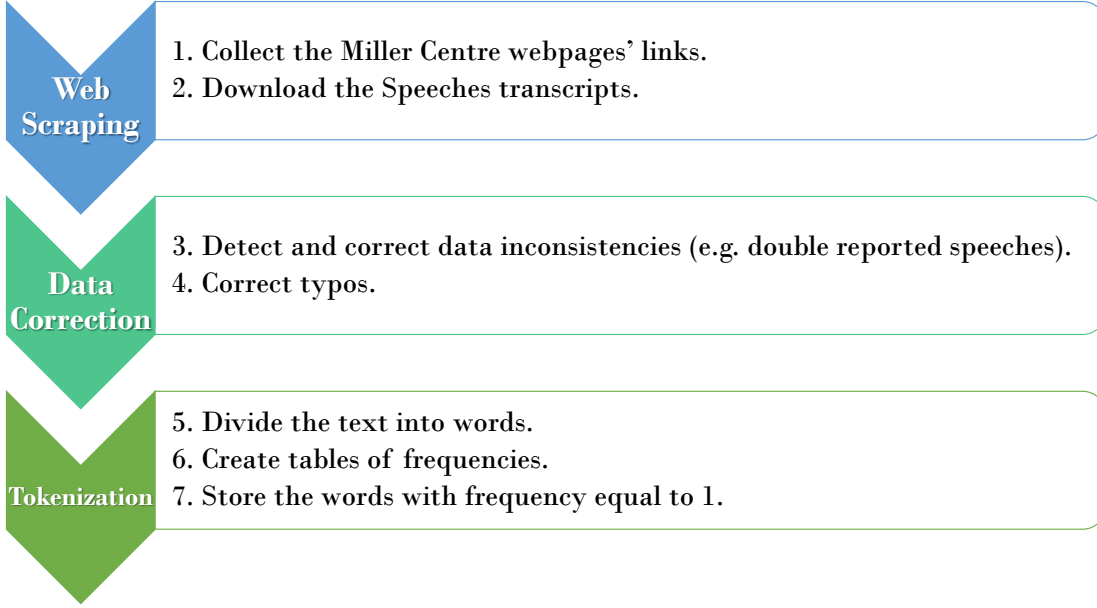 Web
Scraping
1. Collect the Miller Centre webpages’ links.
2. Download the Speeches transcripts.
Data
Correction
3. Detect and correct data inconsistencies (e.g. double reported speeches).
4. Correct typos.
Tokenization
5. Divide the text into words.
6. Create tables of frequencies.
7. Store the words with frequency equal to 1.